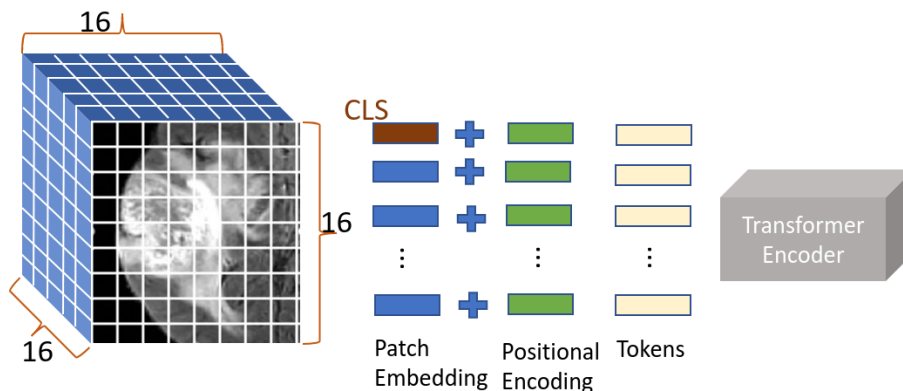 16
CLS
16
16
Transformer
Encoder
Patch
Embedding
Positional
Encoding
Tokens